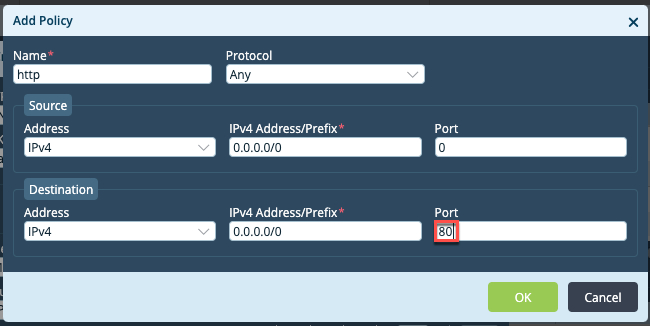 Add Policy
Name* Protocol
http Any
Source
Address IPv4 Address/Prefix* Port
IPv4 0.0.0.0/0 0
Destination
Address IPv4 Address/Prefix* Port
IPv4 0.0.0.0/0 80
OK Cancel